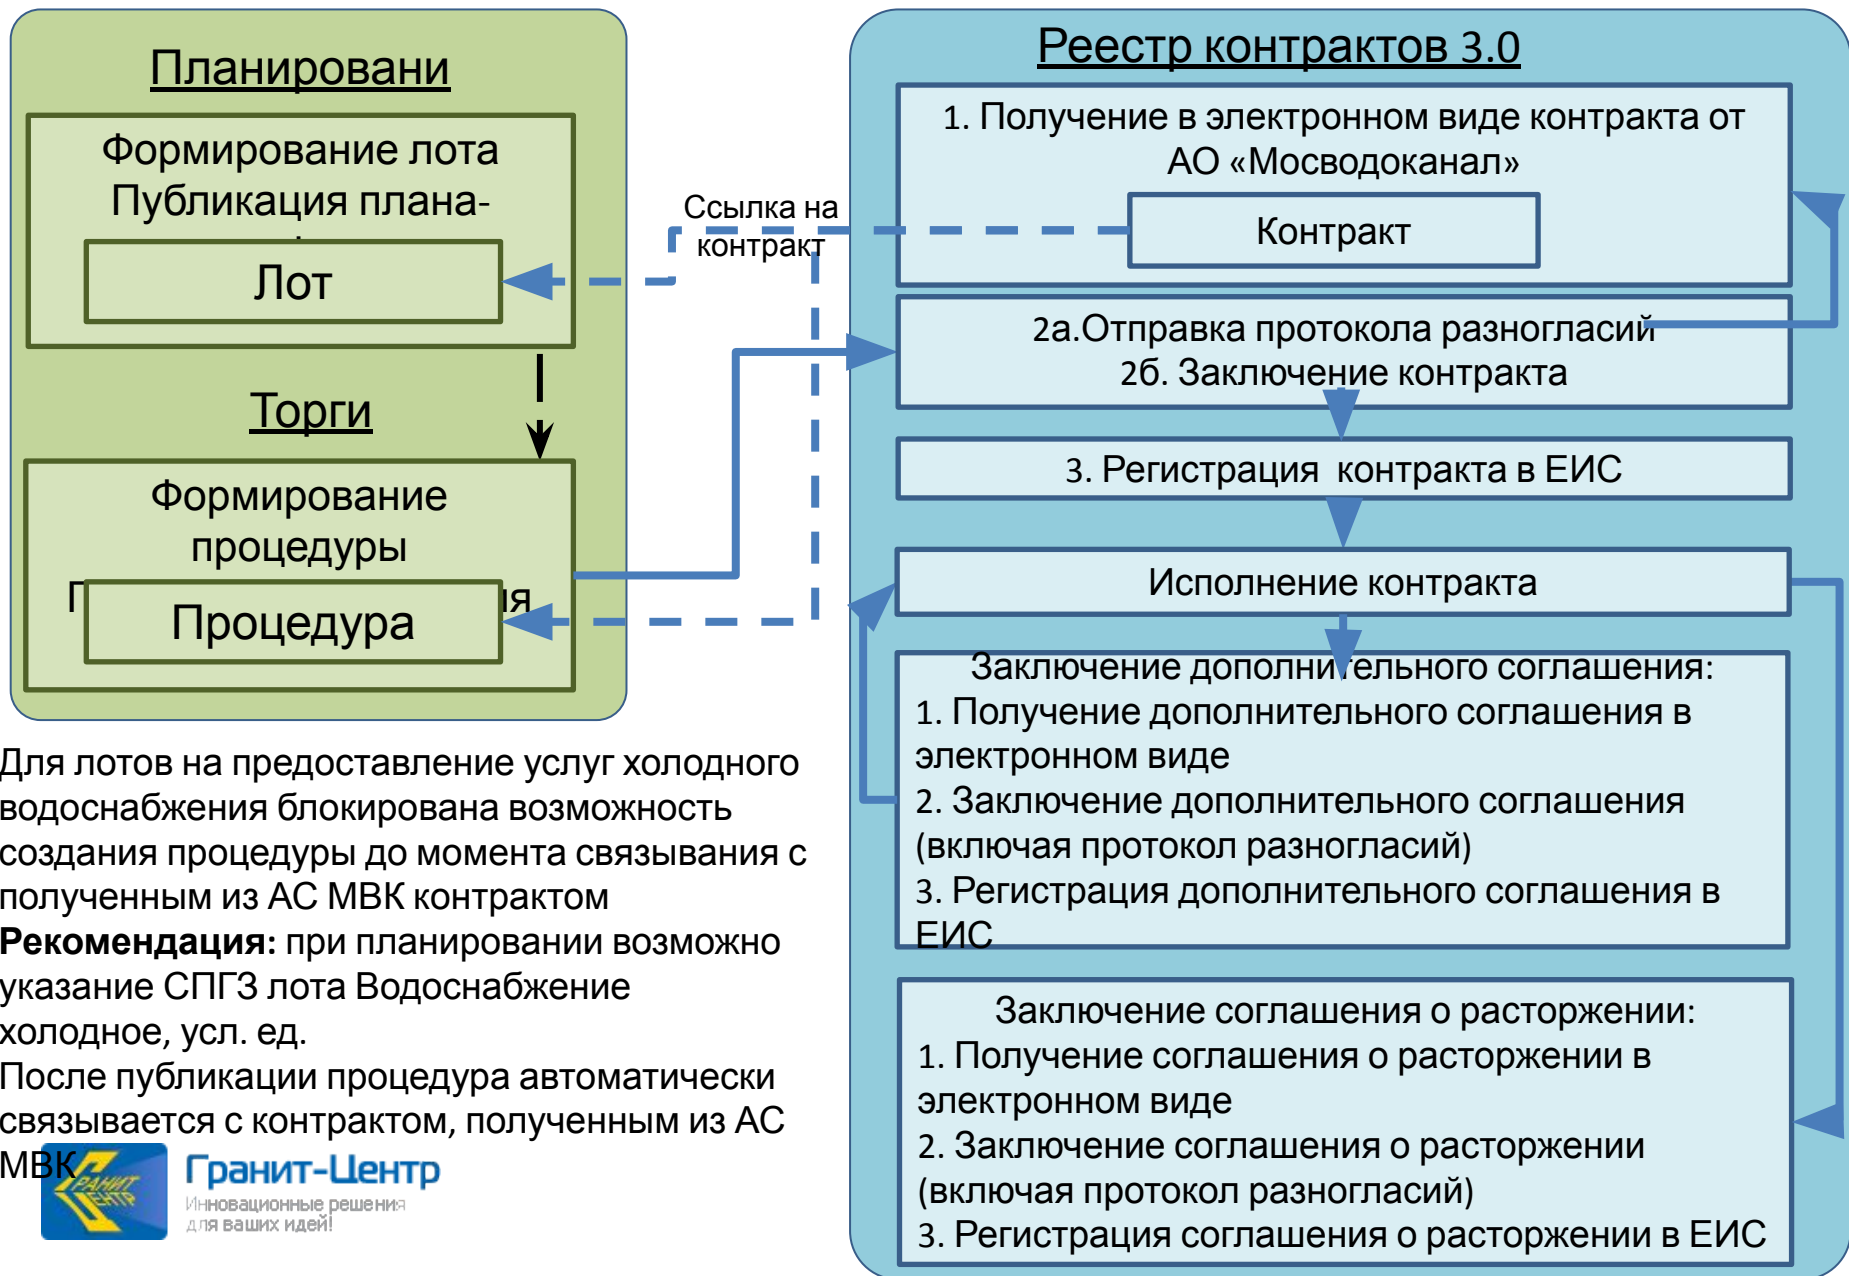 Планировани
Формирование лота
Публикация плана-
Лот
Торги
Формирование
процедуры
Процедура
Ссылка на
контракт
Реестр контрактов 3.0
1. Получение в электронном виде контракта от
АО «Мосводоканал»
Контракт
2а.Отправка протокола разногласий
2б. Заключение контракта
3. Регистрация контракта в ЕИС
Исполнение контракта
Заключение дополнительного соглашения:
1. Получение дополнительного соглашения в
электронном виде
2. Заключение дополнительного соглашения
(включая протокол разногласий)
3. Регистрация дополнительного соглашения в
ЕИС
Заключение соглашения о расторжении:
1. Получение соглашения о расторжении в
электронном виде
2. Заключение соглашения о расторжении
(включая протокол разногласий)
3. Регистрация соглашения о расторжении в ЕИС
Для лотов на предоставление услуг холодного
водоснабжения блокирована возможность
создания процедуры до момента связывания с
полученным из АС МВК контрактом
Рекомендация: при планировании возможно
указание СПГЗ лота Водоснабжение
холодное, усл. ед.
После публикации процедура автоматически
связывается с контрактом, полученным из АС
МВК
ГРАНИТ
ЦЕНТР
Гранит-Центр
Инновационные решения
для ваших идей!